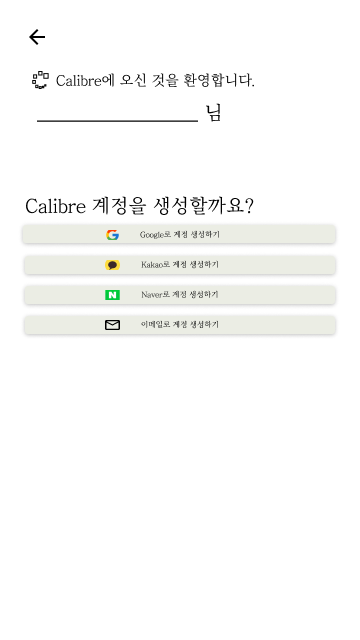 Calibre에 오신 것을 환영합니다.
님
Calibre 계정을 생성할까요?
Google로 계정 생성하기
Kakao로 계정 생성하기
Naver로 계정 생성하기
이메일로 계정 생성하기